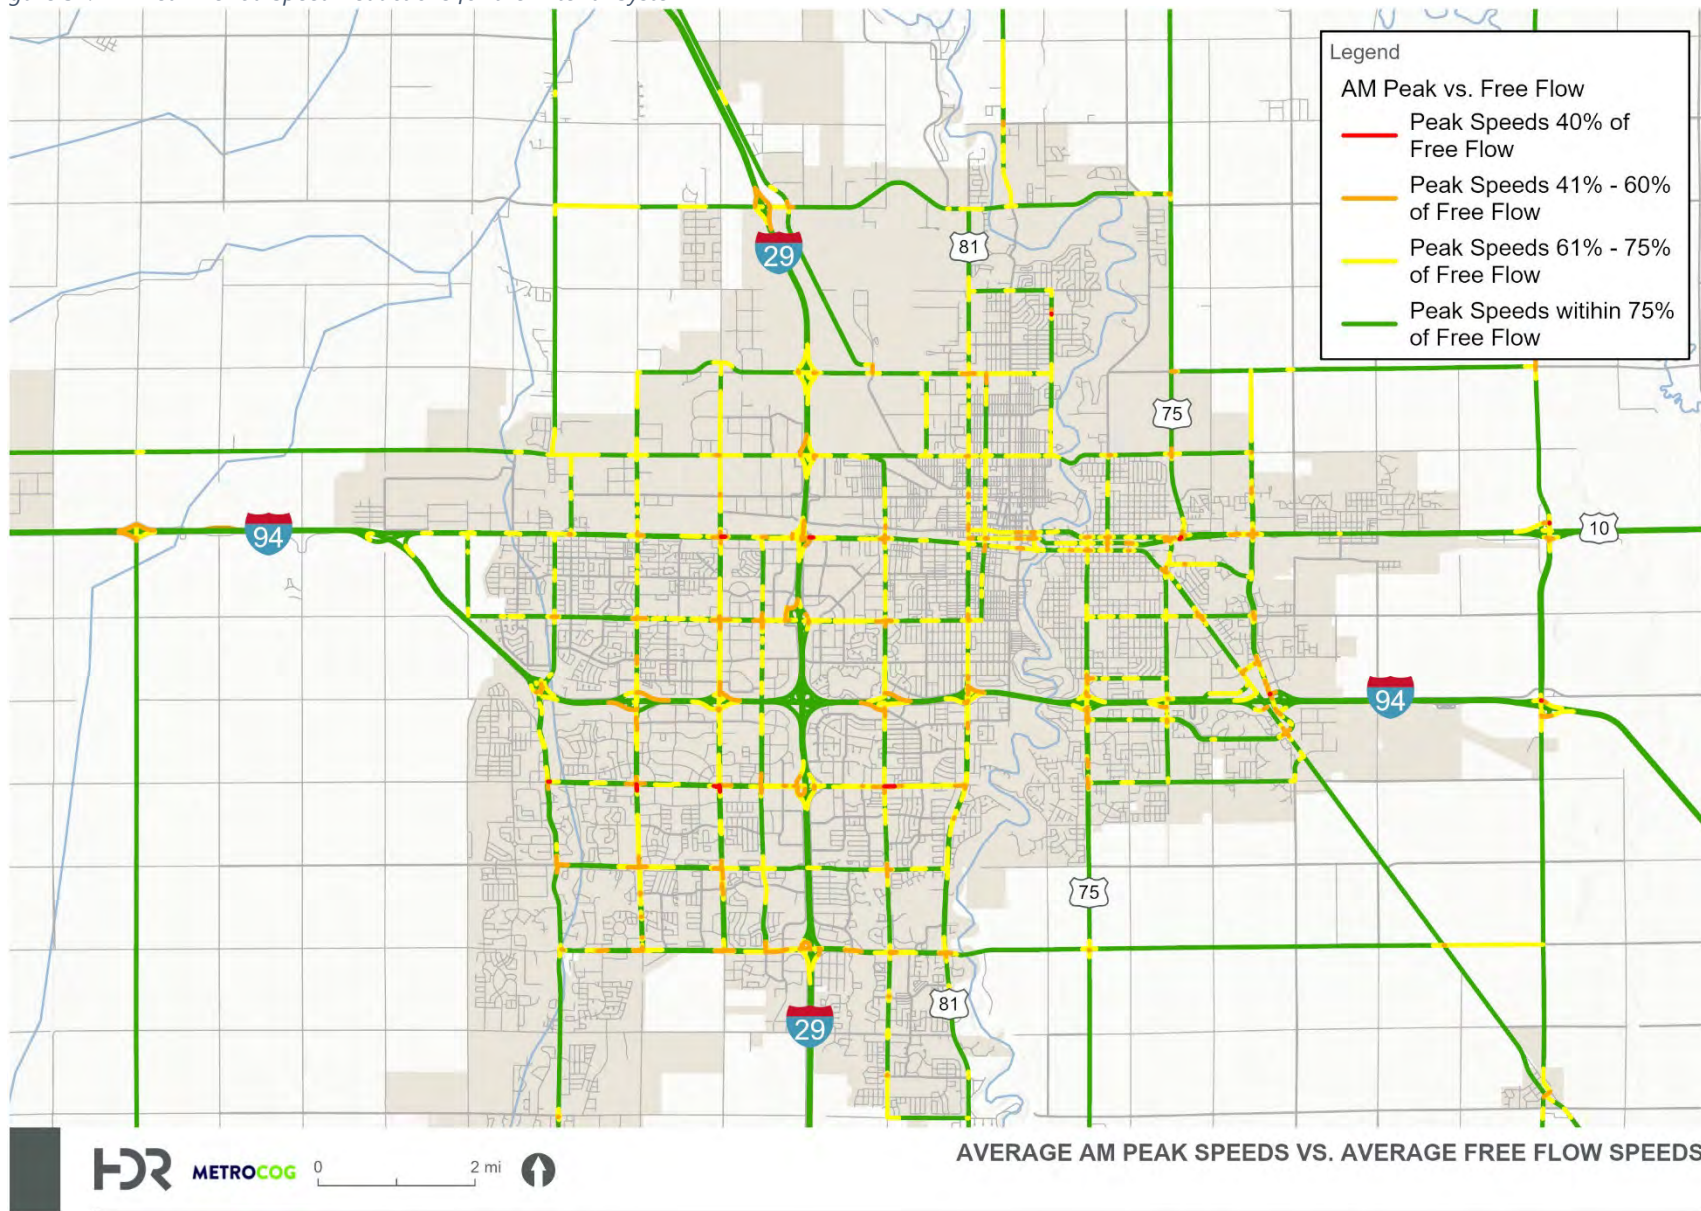 Legend
AM Peak vs. Free Flow
Peak Speeds 40% of
Free Flow
Peak Speeds 41% - 60%
of Free Flow
Peak Speeds 61% - 75%
of Free Flow
Peak Speeds witihin 75%
of Free Flow
29
81
75
94
10
94
75
81
29
HDR
METROCOG
0
2 mi
AVERAGE AM PEAK SPEEDS VS. AVERAGE FREE FLOW SPEEDS